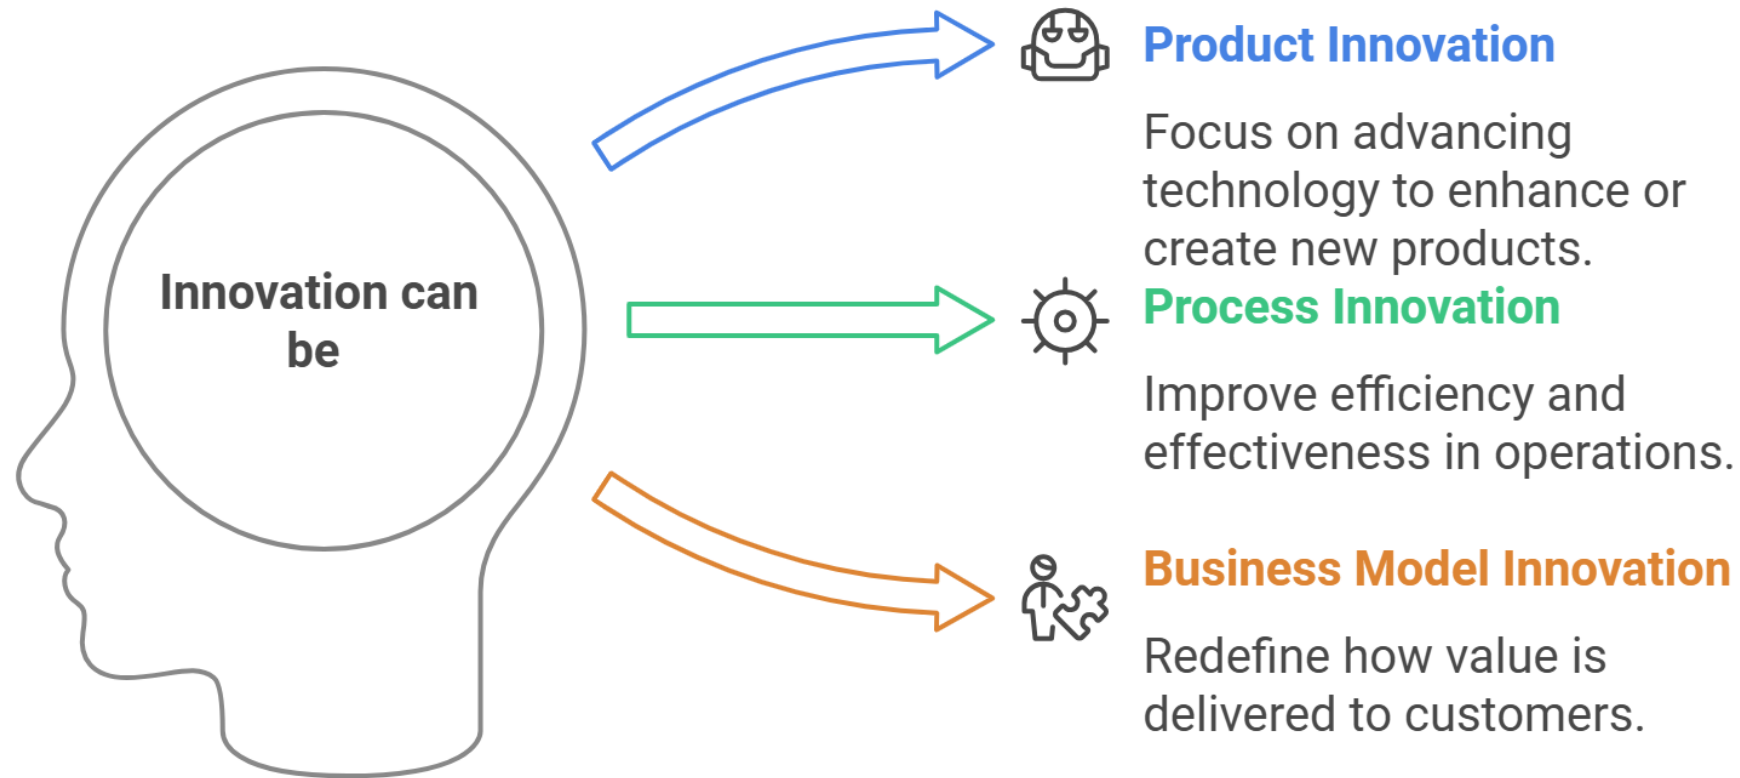 Innovation can
be
Product Innovation
Focus on advancing
technology to enhance or
create new products.
Process Innovation
Improve efficiency and
effectiveness in operations.
Business Model Innovation
Redefine how value is
delivered to customers.